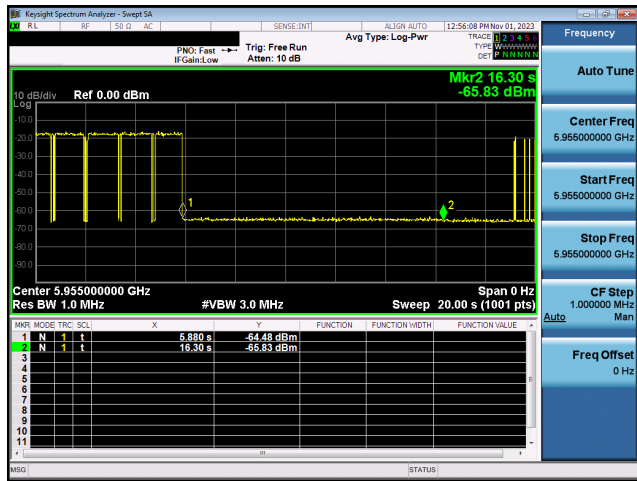 Keysight Spectrum Analyzer - Swept SA
RL RF 50 Ω AC SENSE:INT ALIGN AUTO 12:56:08 PM Nov 01, 2023
Frequency
Avg Type: Log-Pwr TRACE 1 2 3 4 5 6
PNO: Fast Trig: Free Run TYPE W
IFGain:Low Atten: 10 dB DET P N N N N N
Auto Tune
Mkr2 16.30 s
10 dB/div Ref 0.00 dBm -65.83 dBm
Log
-10.0
-20.0
-30.0
-40.0
-50.0
-60.0
-70.0
-80.0
-90.0
1
2
Center Freq
5.955000000 GHz
Start Freq
5.955000000 GHz
Stop Freq
5.955000000 GHz
Center 5.955000000 GHz Span 0 Hz
Res BW 1.0 MHz #VBW 3.0 MHz Sweep 20.00 s (1001 pts)
CF Step
1.000000 MHz
Auto Man
MKR MODE TRC SCL X Y FUNCTION FUNCTION WIDTH FUNCTION VALUE
1 N 1 t 5.880 s -64.48 dBm
2 N 1 t 16.30 s -65.83 dBm
3
4
5
6
7
8
9
10
11
Freq Offset
0 Hz
MSG STATUS